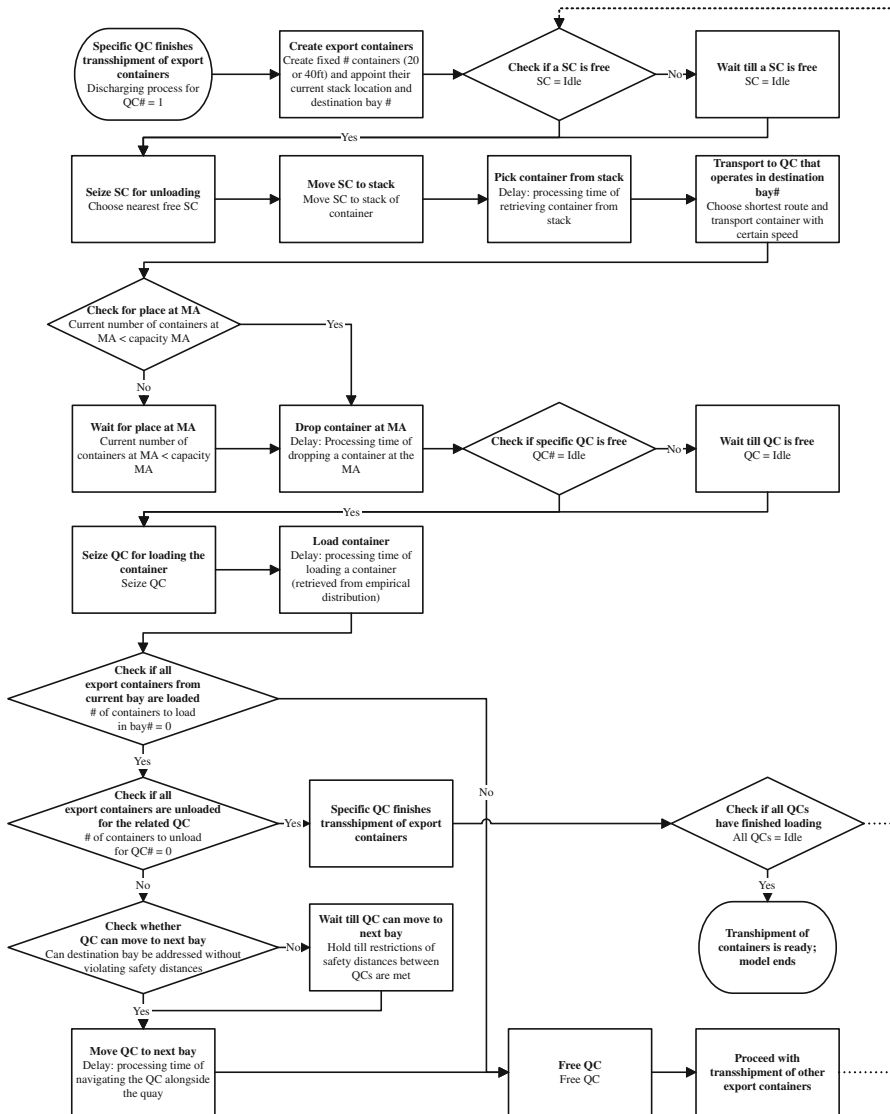 Specific QC finishes
transshipment of export
containers
Discharging process for
QC# = 1
Create export containers
Create fixed # containers (20
or 40ft) and appoint their
current stack location and
destination bay #
Check if a SC is free
SC = Idle
No
Wait till a SC is free
SC = Idle
Yes
Seize SC for unloading
Choose nearest free SC
Move SC to stack
Move SC to stack of
container
Pick container from stack
Delay: processing time of
retrieving container from
stack
Transport to QC that
operates in destination
bay#
Choose shortest route and
transport container with
certain speed
Check for place at MA
Current number of containers at
MA < capacity MA
Yes
No
Wait for place at MA
Current number of
containers at MA < capacity
MA
Drop container at MA
Delay: Processing time of
dropping a container at the
MA
Check if specific QC is free
QC# = Idle
No
Wait till QC is free
QC = Idle
Yes
Seize QC for loading the
container
Seize QC
Load container
Delay: processing time of
loading a container
(retrieved from empirical
distribution)
Check if all
export containers from
current bay are loaded
# of containers to load
in bay# = 0
Yes
No
Check if all
export containers are unloaded
for the related QC
# of containers to unload
for QC# = 0
Yes
Specific QC finishes
transshipment of export
containers
Check if all QCs
have finished loading
All QCs = Idle
No
Yes
Check whether
QC can move to next bay
Can destination bay be addressed without
violating safety distances
No
Wait till QC can move to
next bay
Hold till restrictions of
safety distances between
QCs are met
Transhipment of
containers is ready;
model ends
Yes
Move QC to next bay
Delay: processing time of
navigating the QC alongside
the quay
Free QC
Free QC
Proceed with
transshipment of other
export containers